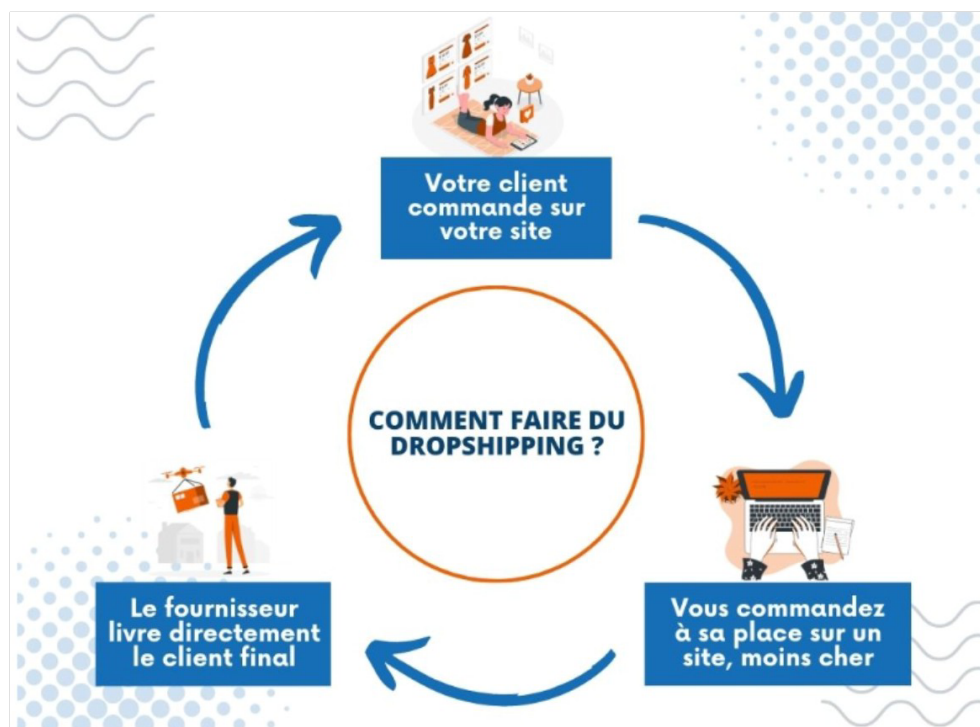 Votre client
commande sur
votre site
COMMENT FAIRE DU
DROPSHIPPING ?
Vous commandez
à sa place sur un
site, moins cher
Le fournisseur
livre directement
le client final